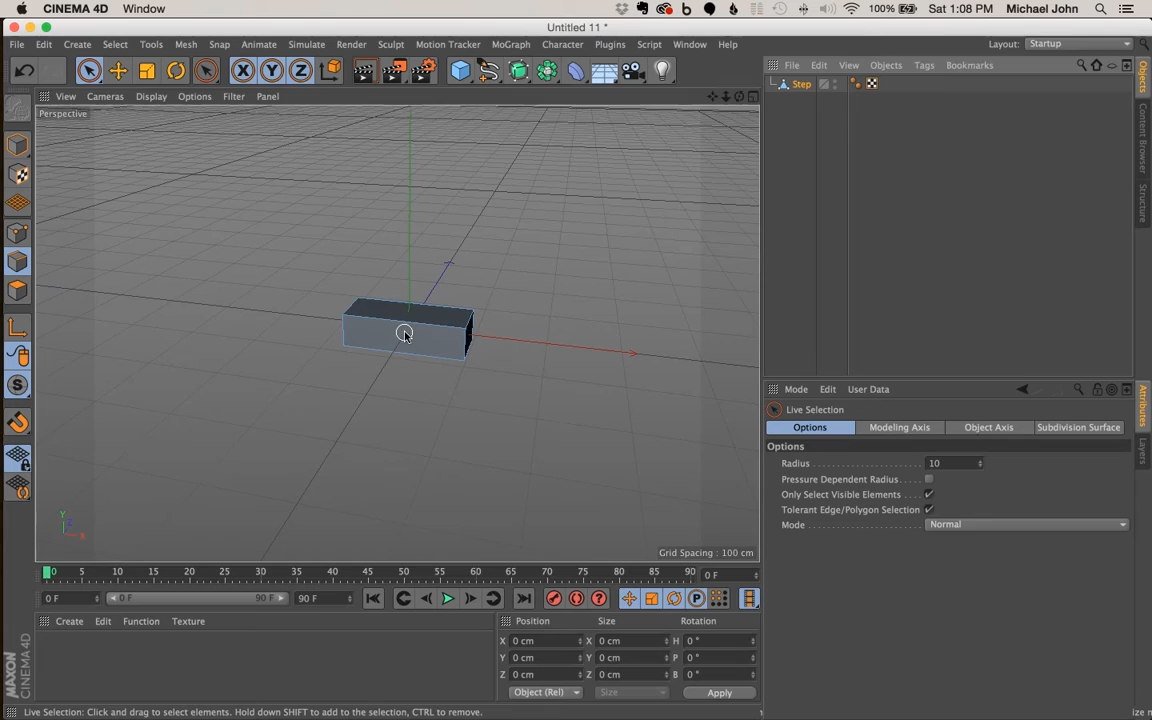 CINEMA 4D Window 100% Sat 1:08 PM Michael John
Untitled 11 *
File Edit Create Select Tools Mesh Snap Animate Simulate Render Sculpt Motion Tracker MoGraph Character Plugins Script Window Help Layout: Startup
X Y Z
File Edit View Objects Tags Bookmarks
Step
View Cameras Display Options Filter Panel
Perspective
Objects
Content Browser
Structure
Mode Edit User Data
Live Selection
Options Modeling Axis Object Axis Subdivision Surface
Options
Radius 10
Pressure Dependent Radius
Only Select Visible Elements
Tolerant Edge/Polygon Selection
Mode Normal
Attributes
Layers
Y
Z
X
Grid Spacing : 100 cm
0 5 10 15 20 25 30 35 40 45 50 55 60 65 70 75 80 85 90 0 F
0 F 0 F 90 F 90 F
P
Create Edit Function Texture
Position Size Rotation
X 0 cm X 0 cm H 0 °
Y 0 cm Y 0 cm P 0 °
Z 0 cm Z 0 cm B 0 °
Object (Rel) Size Apply
MAXON CINEMA 4D
Live Selection: Click and drag to select elements. Hold down SHIFT to add to the selection, CTRL to remove.